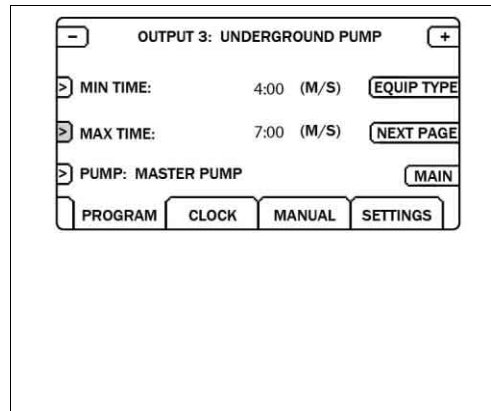 - OUTPUT 3: UNDERGROUND PUMP +
> MIN TIME: 4:00 (M/S) EQUIP TYPE
> MAX TIME: 7:00 (M/S) NEXT PAGE
> PUMP: MASTER PUMP MAIN
PROGRAM CLOCK MANUAL SETTINGS